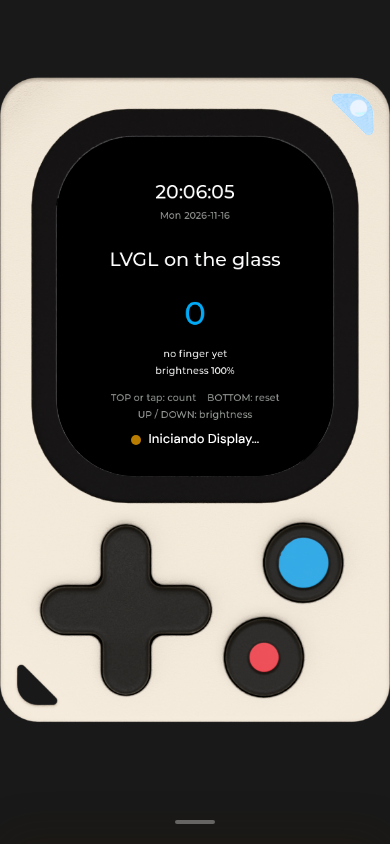 20:06:05
Mon 2026-11-16
LVGL on the glass
0
no finger yet
brightness 100%
TOP or tap: count    BOTTOM: reset
UP / DOWN: brightness
Iniciando Display...